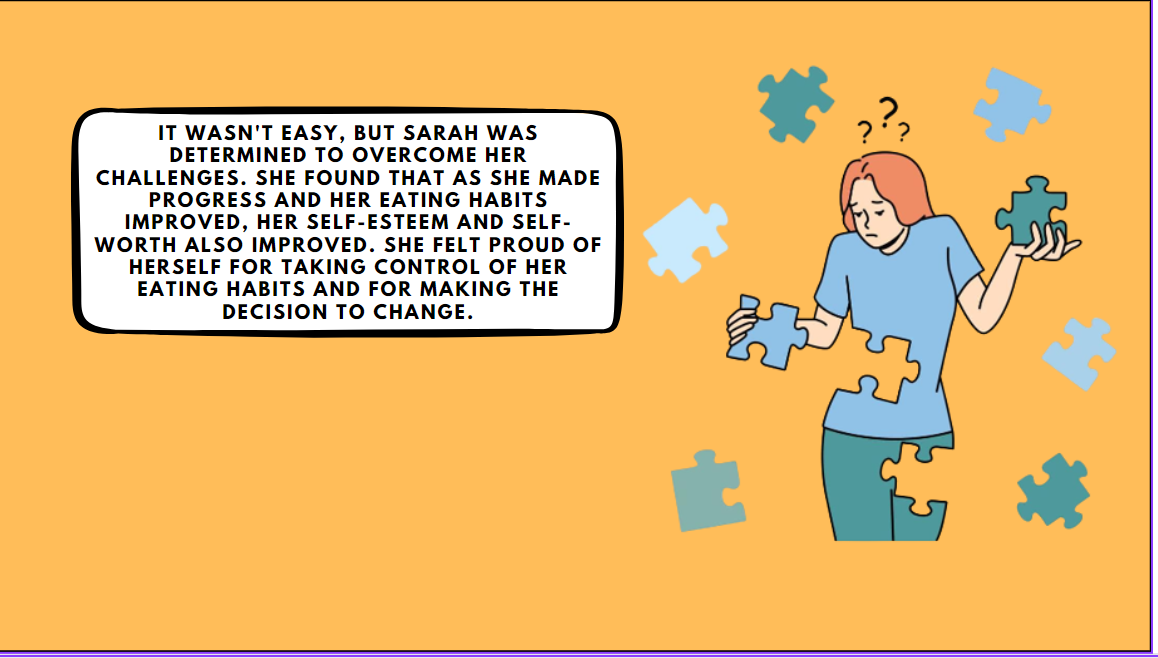 IT WASN'T EASY, BUT SARAH WAS
DETERMINED TO OVERCOME HER
CHALLENGES. SHE FOUND THAT AS SHE MADE
PROGRESS AND HER EATING HABITS
IMPROVED, HER SELF-ESTEEM AND SELF-
WORTH ALSO IMPROVED. SHE FELT PROUD OF
HERSELF FOR TAKING CONTROL OF HER
EATING HABITS AND FOR MAKING THE
DECISION TO CHANGE.
? ? ?